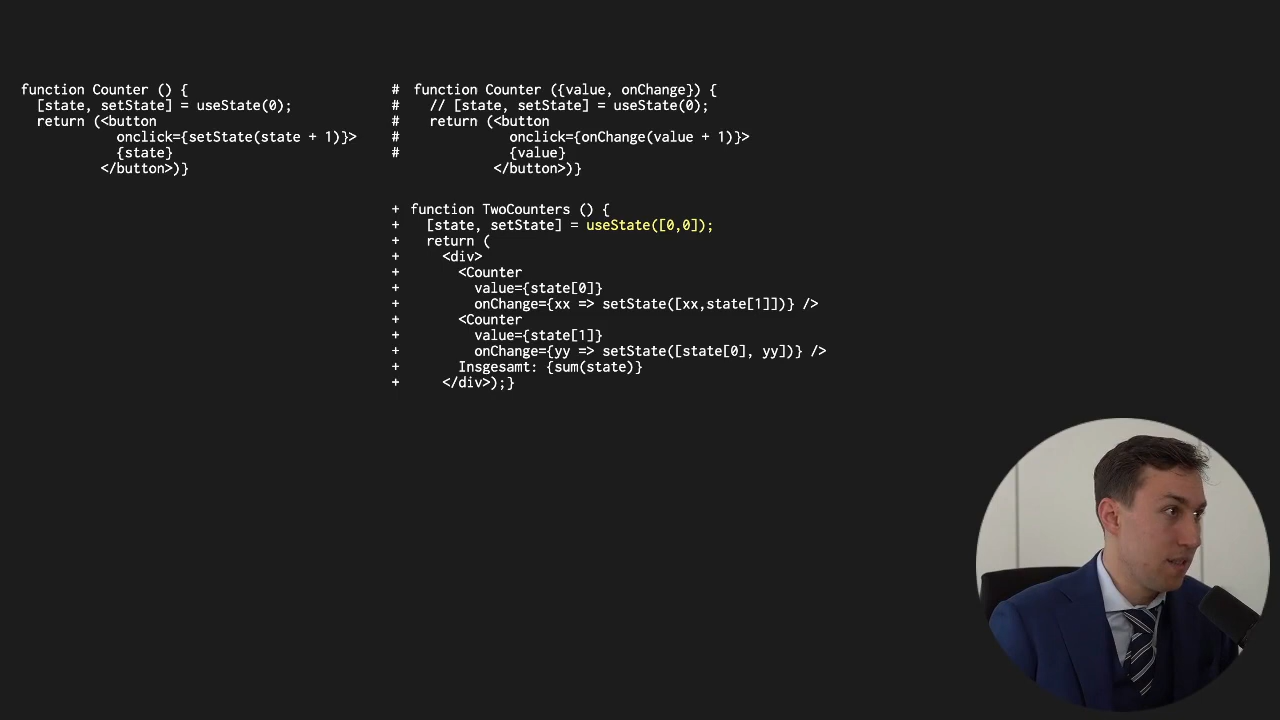 function Counter () {
[state, setState] = useState(0);
return (<button
onclick={setState(state + 1)}>
{state}
</button>)}
# function Counter ({value, onChange}) {
# // [state, setState] = useState(0);
# return (<button
# onclick={onChange(value + 1)}>
# {value}
</button>)}
+ function TwoCounters () {
+ [state, setState] = useState([0,0]);
+ return (
+ <div>
+ <Counter
+ value={state[0]}
+ onChange={xx => setState([xx,state[1]])} />
+ <Counter
+ value={state[1]}
+ onChange={yy => setState([state[0], yy])} />
+ Insgesamt: {sum(state)}
+ </div>);}